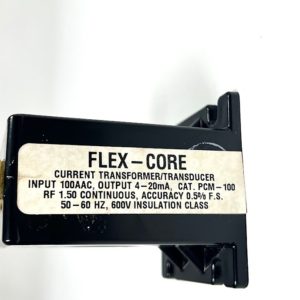 FLEX-CORE
CURRENT TRANSFORMER/TRANSDUCER
INPUT 100AAC, OUTPUT 4-20mA, CAT. PCM-100
RF 1.50 CONTINUOUS, ACCURACY 0.5% F.S.
50-60 HZ, 600V INSULATION CLASS